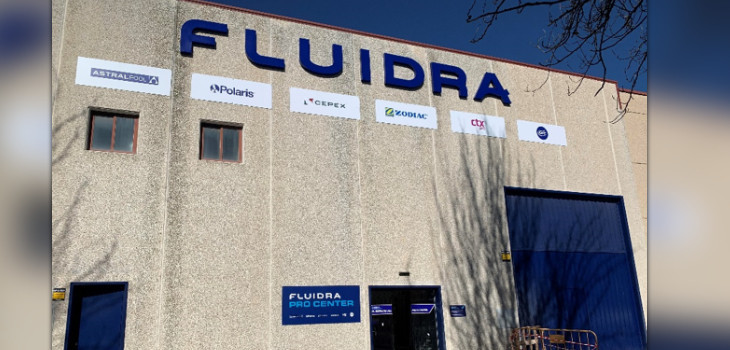 FLUIDRA
ASTRALPOOL
Polaris
CEPEX
ZODIAC
ctx
FLUIDRA
PRO CENTER